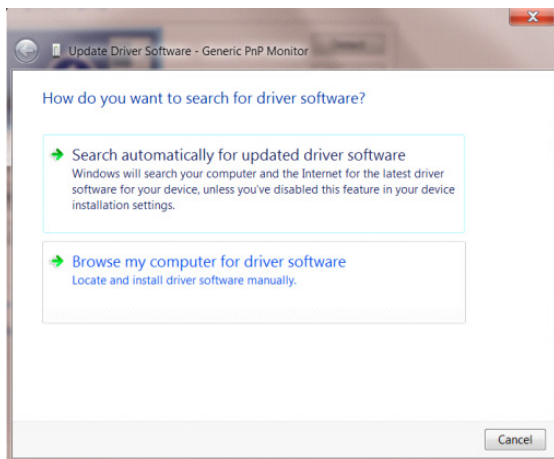 Update Driver Software - Generic PnP Monitor
How do you want to search for driver software?
Search automatically for updated driver software
Windows will search your computer and the Internet for the latest driver
software for your device, unless you've disabled this feature in your device
installation settings.
Browse my computer for driver software
Locate and install driver software manually.
Cancel